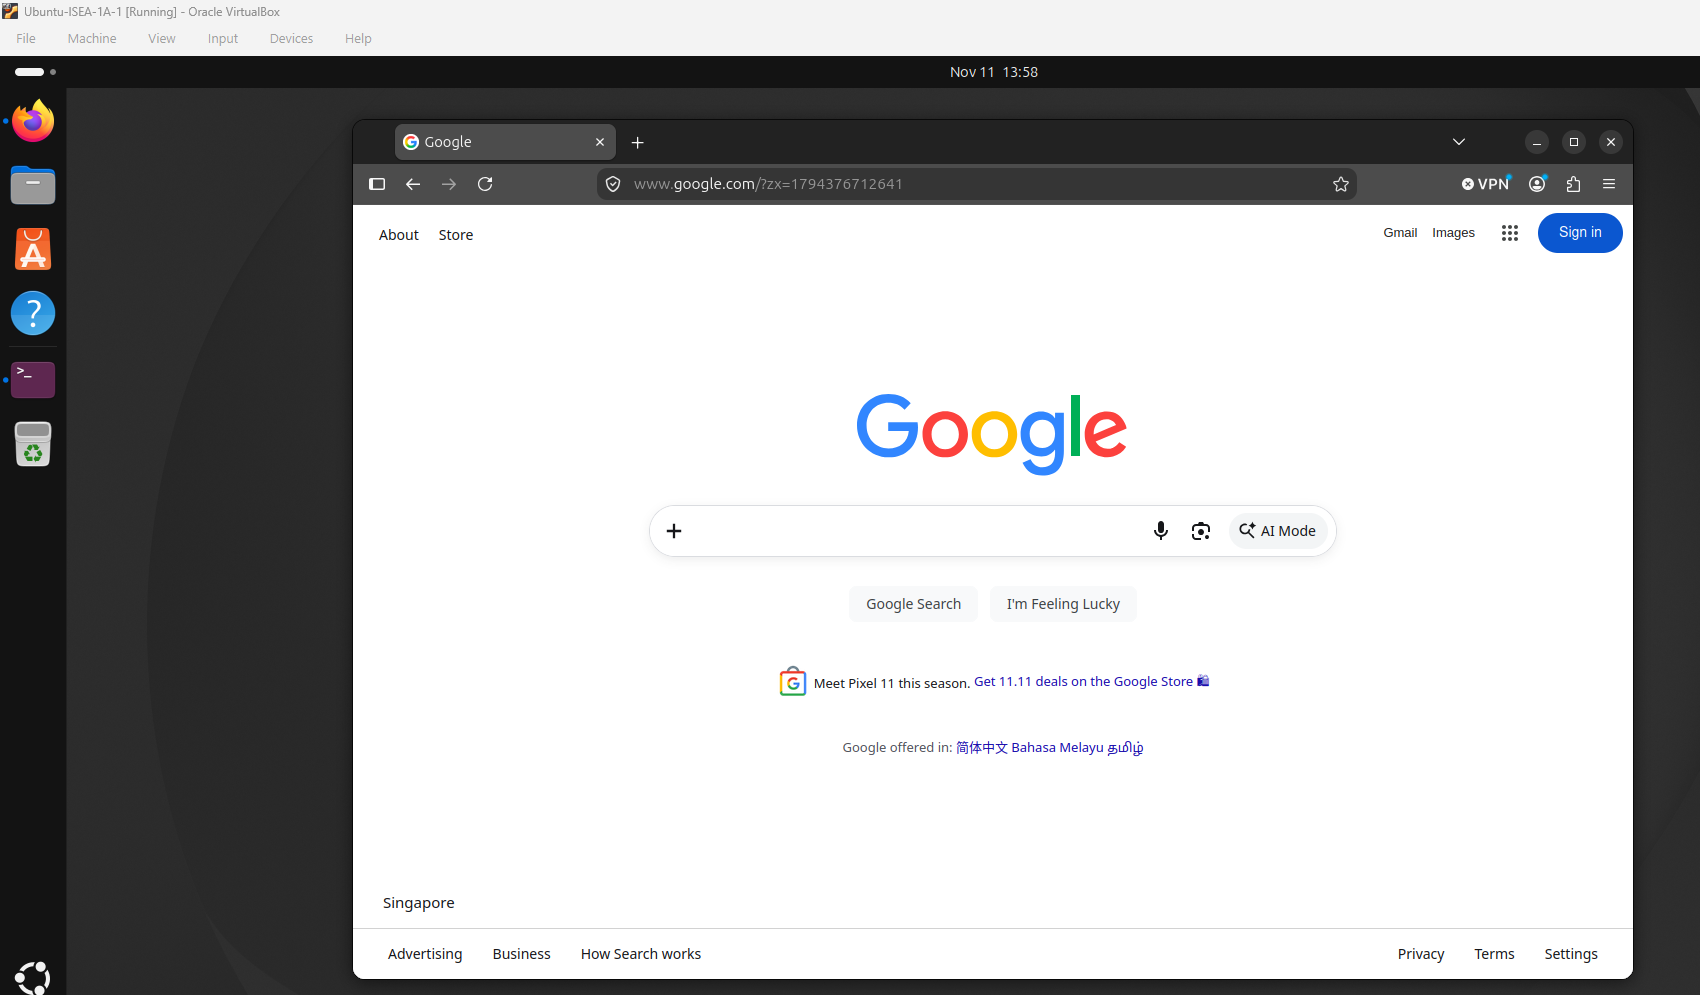 Ubuntu-ISEA-1A-1 [Running] - Oracle VirtualBox
File Machine View Input Devices Help
Nov 11 13:58
Google
www.google.com/?zx=1794376712641
VPN
About Store
Gmail Images
Sign in
Google
AI Mode
Google Search I'm Feeling Lucky
Meet Pixel 11 this season. Get 11.11 deals on the Google Store
Google offered in: 简体中文 Bahasa Melayu தமிழ்
Singapore
Advertising Business How Search works
Privacy Terms Settings